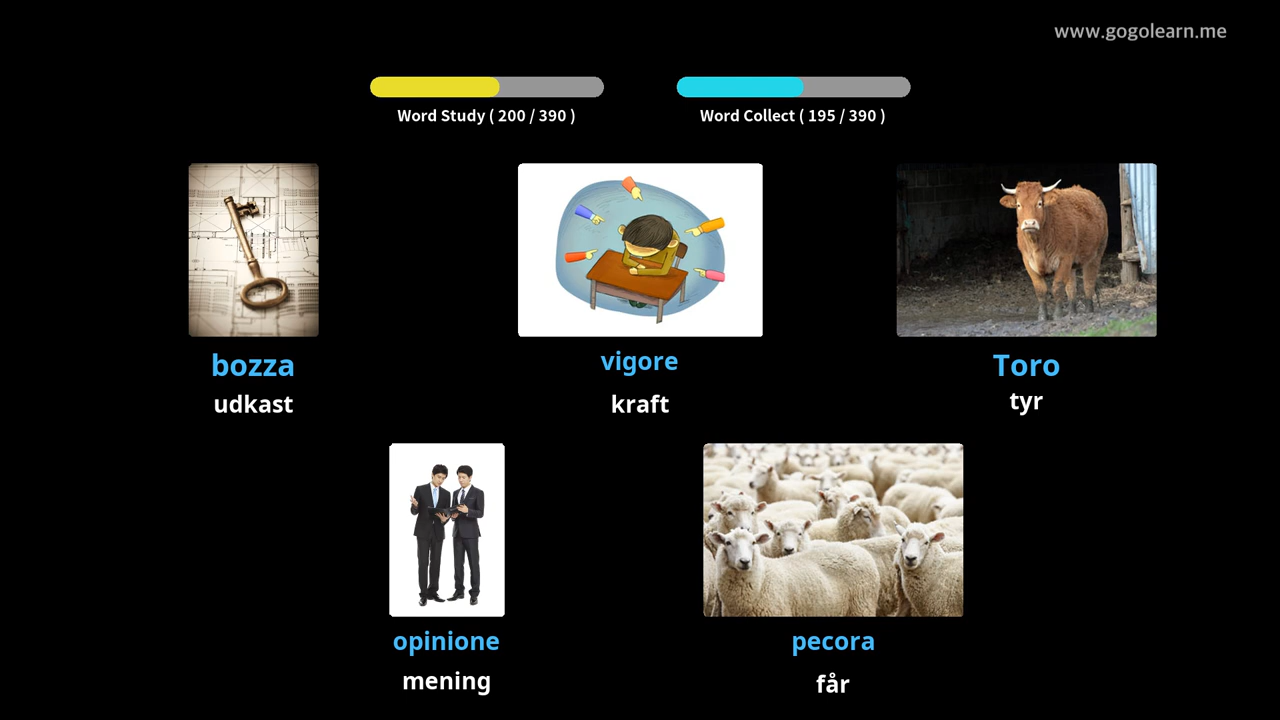 www.gogolearn.me
Word Study ( 200 / 390 )
Word Collect ( 195 / 390 )
bozza
udkast
vigore
kraft
Toro
tyr
opinione
mening
pecora
får